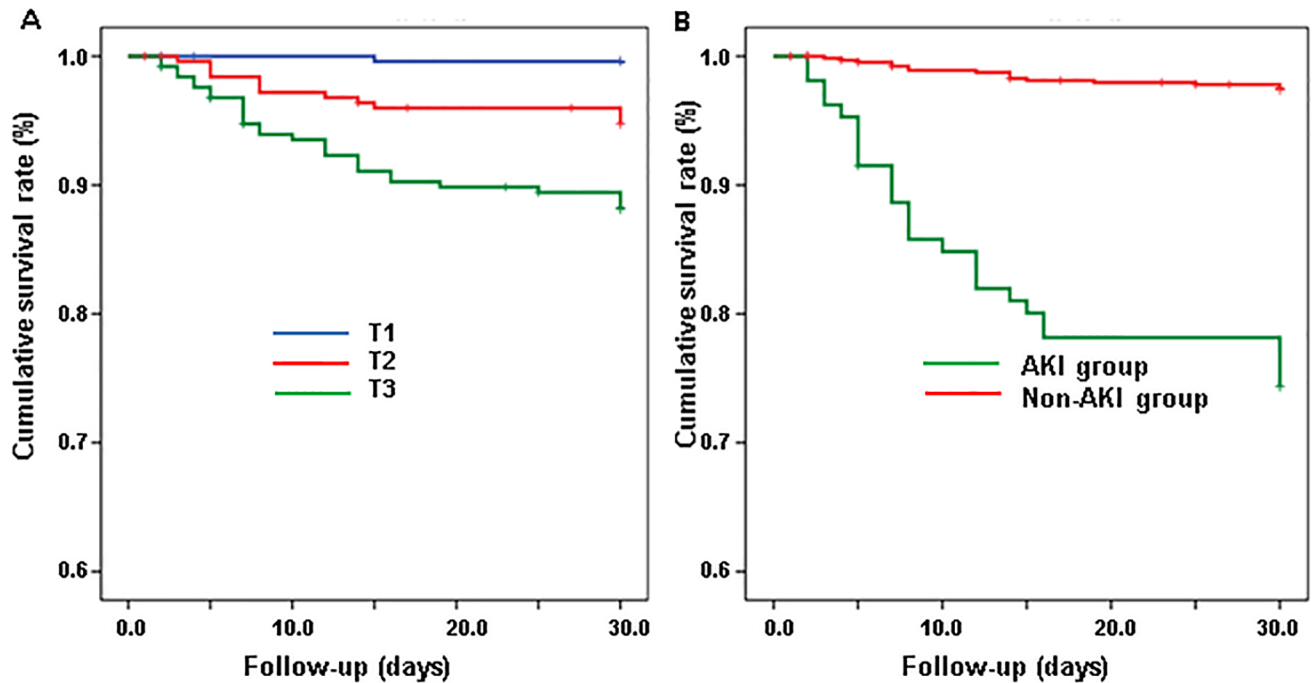 A
Cumulative survival rate (%)
1.0
0.9
0.8
0.7
0.6
T1
T2
T3
0.0 10.0 20.0 30.0
Follow-up (days)
B
Cumulative survival rate (%)
1.0
0.9
0.8
0.7
0.6
AKI group
Non-AKI group
0.0 10.0 20.0 30.0
Follow-up (days)